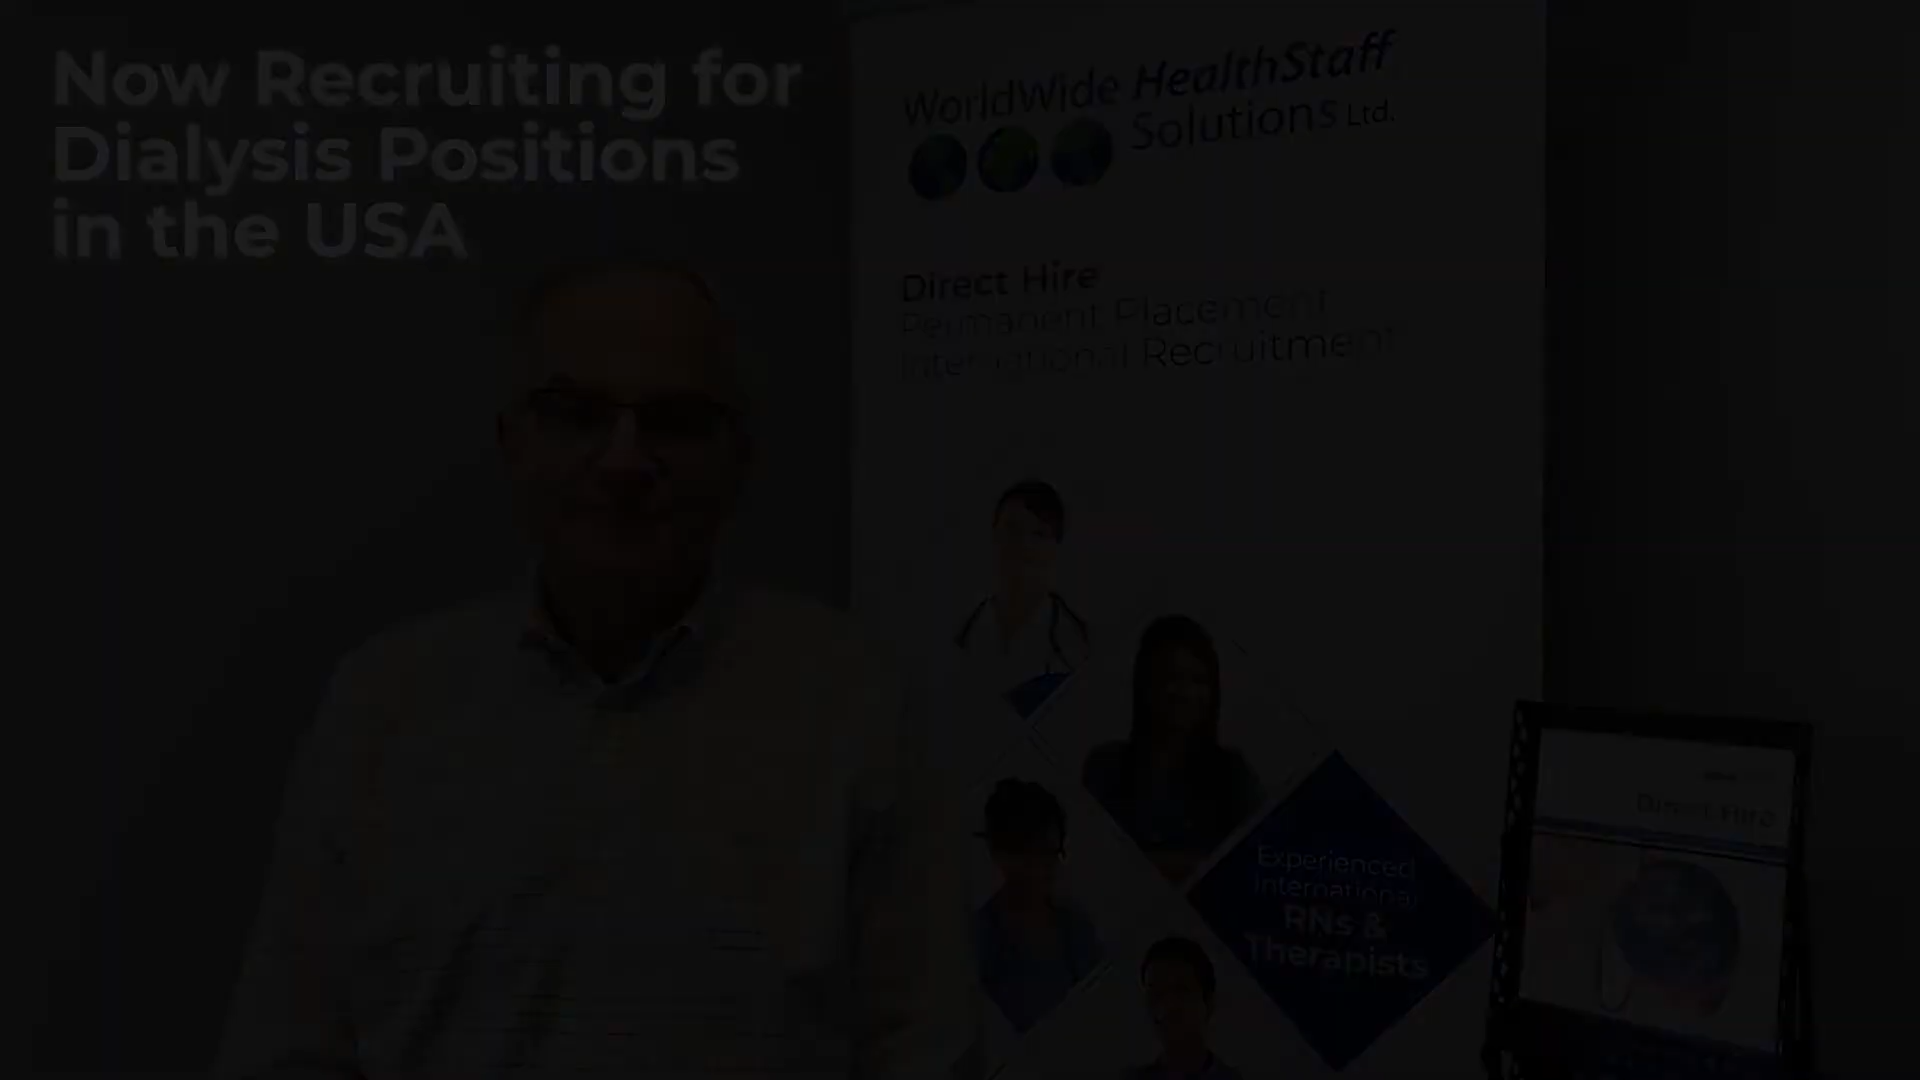 Now Recruiting for
Dialysis Positions
in the USA
WorldWide HealthStaff
Solutions Ltd.
Direct Hire
Permanent Placement
International Recruitment
Experienced
International
RNs &
Therapists
Direct Hire